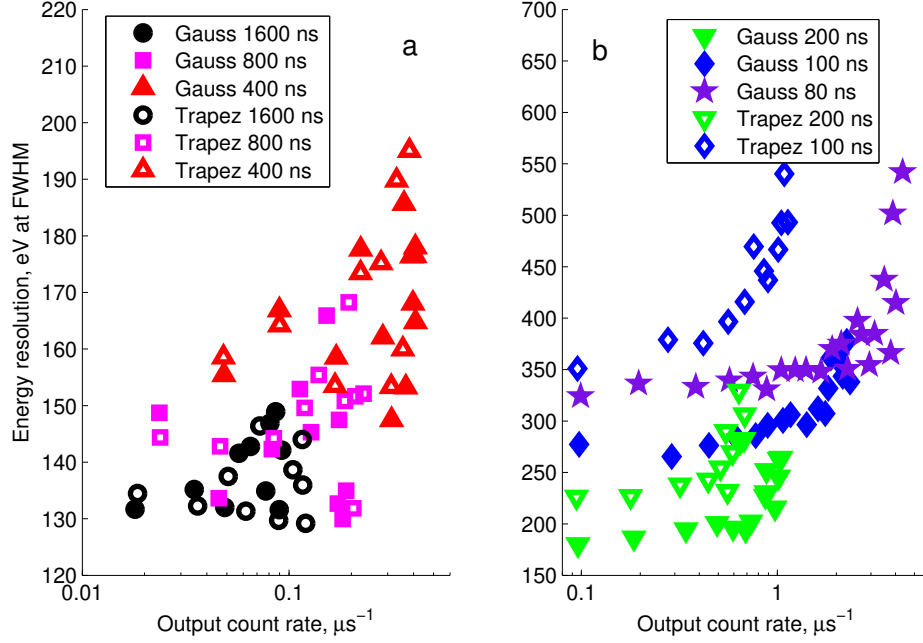 a
Gauss 1600 ns
Gauss 800 ns
Gauss 400 ns
Trapez 1600 ns
Trapez 800 ns
Trapez 400 ns
220
210
200
190
180
170
160
150
140
130
120
0.01
0.1
Energy resolution, eV at FWHM
Output count rate, μs⁻¹
b
Gauss 200 ns
Gauss 100 ns
Gauss 80 ns
Trapez 200 ns
Trapez 100 ns
700
650
600
550
500
450
400
350
300
250
200
150
0.1
1
Output count rate, μs⁻¹